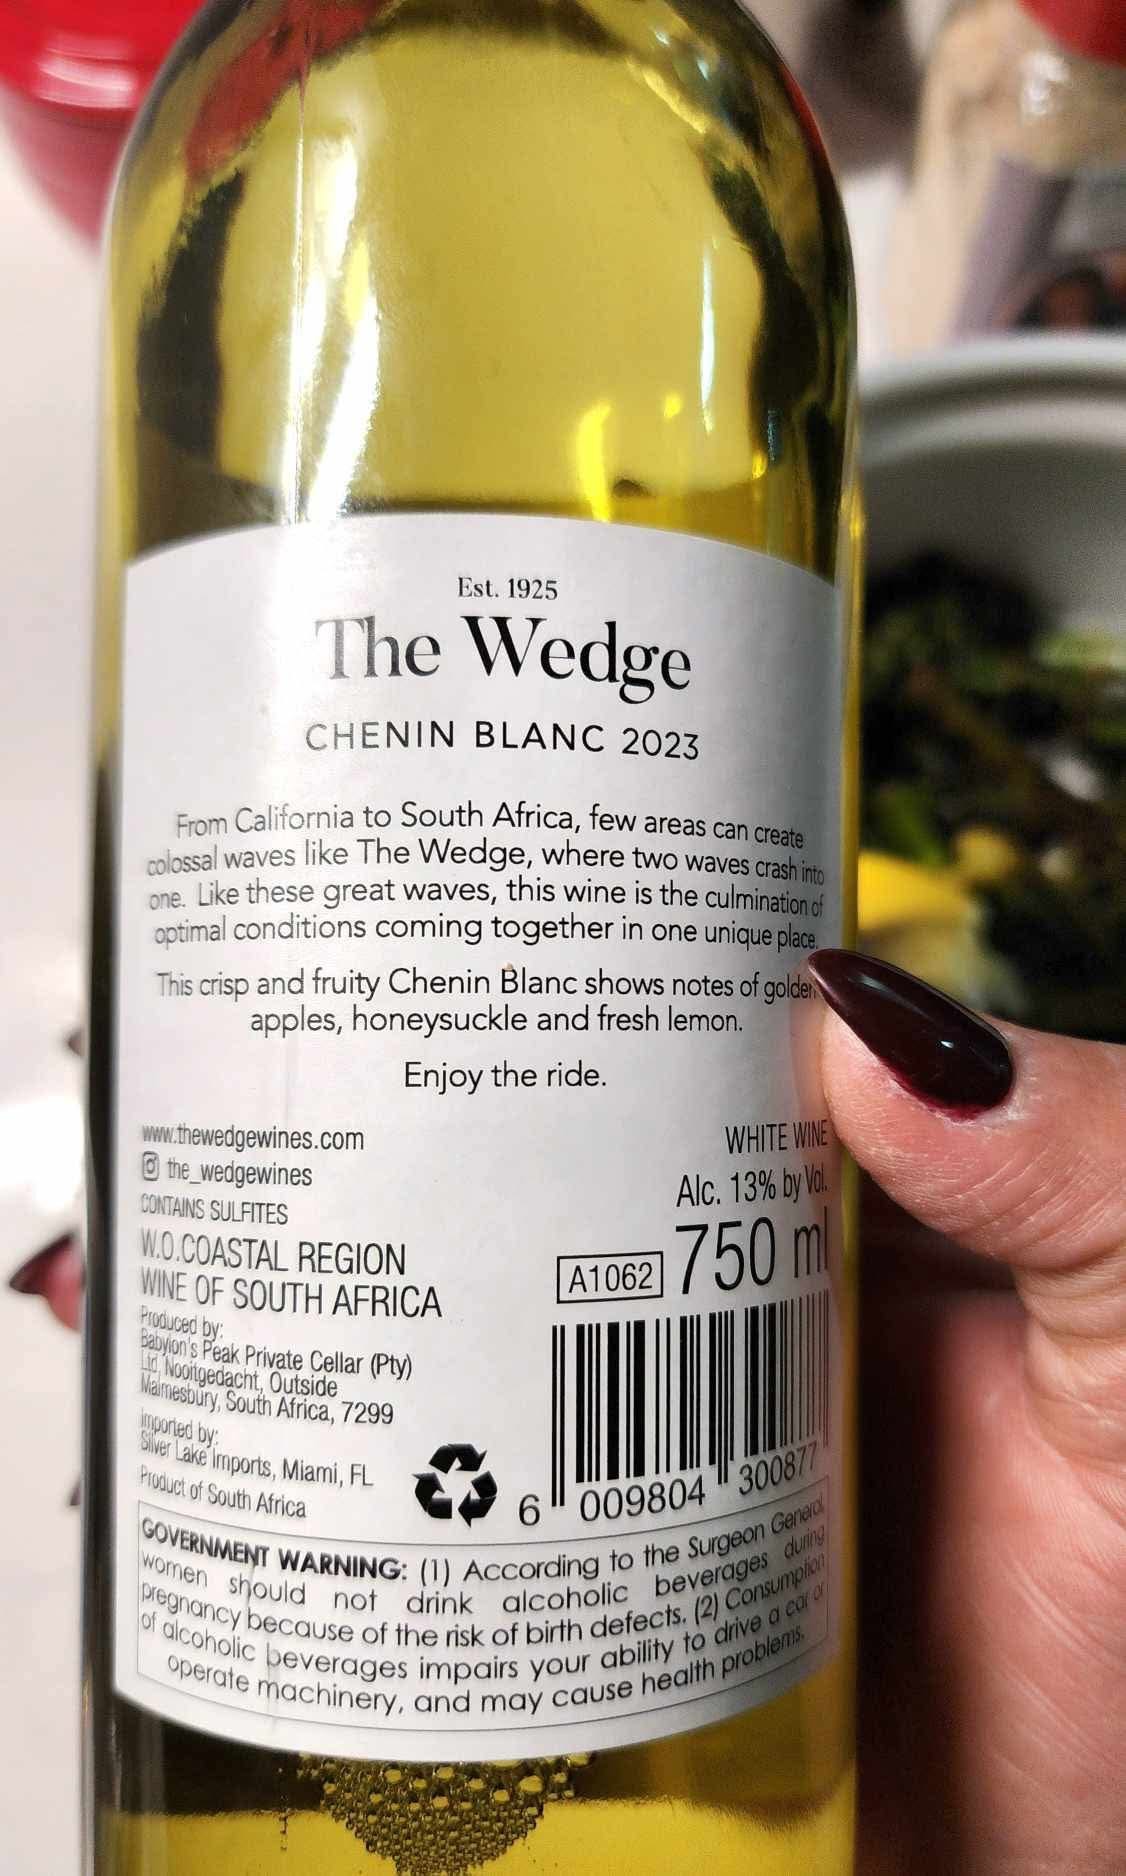 Est. 1925
The Wedge
CHENIN BLANC 2023
From California to South Africa, few areas can create
colossal waves like The Wedge, where two waves crash into
one. Like these great waves, this wine is the culmination of
optimal conditions coming together in one unique place.
This crisp and fruity Chenin Blanc shows notes of golden
apples, honeysuckle and fresh lemon.
Enjoy the ride.
www.thewedgewines.com
the_wedgewines
CONTAINS SULFITES
W.O.COASTAL REGION
WINE OF SOUTH AFRICA
Produced by:
Babylon's Peak Private Cellar (Pty)
Ltd, Nooitgedacht, Outside
Malmesbury, South Africa, 7299
Imported by:
Silver Lake Imports, Miami, FL
Product of South Africa
WHITE WINE
Alc. 13% by Vol.
A1062 750 ml
6 009804 300877
GOVERNMENT WARNING: (1) According to the Surgeon General,
women should not drink alcoholic beverages during
pregnancy because of the risk of birth defects. (2) Consumption
of alcoholic beverages impairs your ability to drive a car or
operate machinery, and may cause health problems.